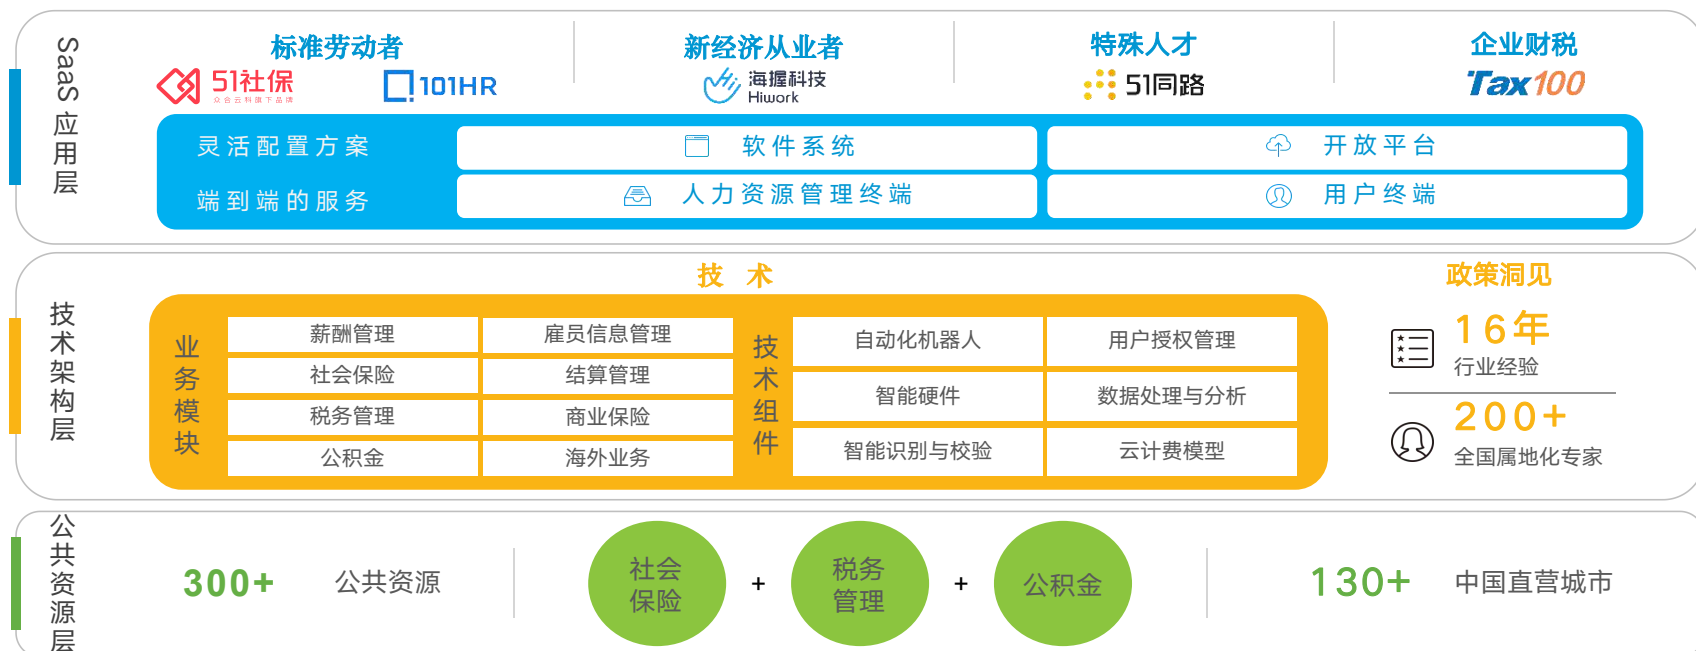 SaaS应用层
标准劳动者
新经济从业者
特殊人才
企业财税
51社保
众合云科旗下品牌
101HR
海握科技
Hiwork
51同路
Tax100
灵活配置方案
软件系统
开放平台
端到端的服务
人力资源管理终端
用户终端
技术架构层
技 术
政策洞见
业务模块
薪酬管理
雇员信息管理
社会保险
结算管理
税务管理
商业保险
公积金
海外业务
技术组件
自动化机器人
用户授权管理
智能硬件
数据处理与分析
智能识别与校验
云计费模型
16年
行业经验
200+
全国属地化专家
公共资源层
300+
公共资源
社会
保险
+
税务
管理
+
公积金
130+
中国直营城市